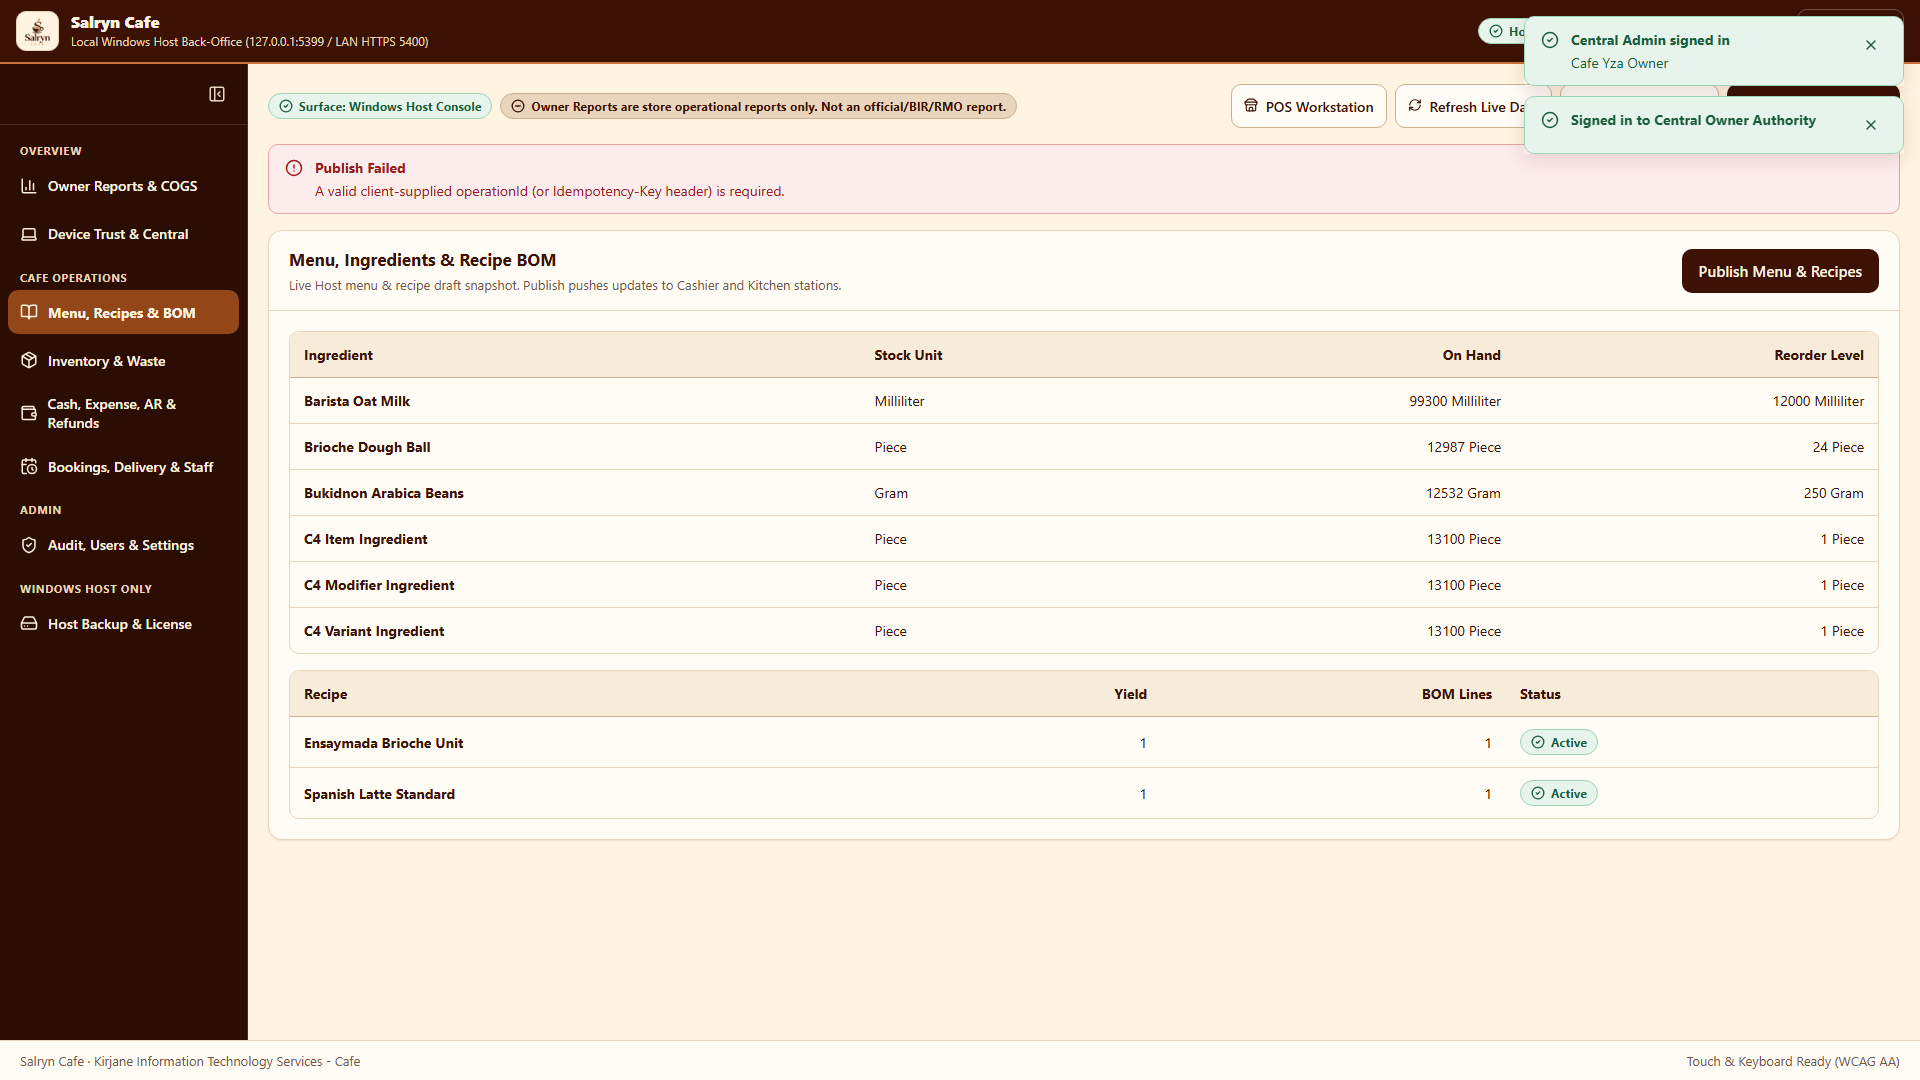 Salryn
Salryn Cafe
Local Windows Host Back-Office (127.0.0.1:5399 / LAN HTTPS 5400)
Central Admin signed in
Cafe Yza Owner
Signed in to Central Owner Authority
Surface: Windows Host Console
Owner Reports are store operational reports only. Not an official/BIR/RMO report.
POS Workstation
Refresh Live Da
OVERVIEW
Owner Reports & COGS
Device Trust & Central
CAFE OPERATIONS
Menu, Recipes & BOM
Inventory & Waste
Cash, Expense, AR &
Refunds
Bookings, Delivery & Staff
ADMIN
Audit, Users & Settings
WINDOWS HOST ONLY
Host Backup & License
Publish Failed
A valid client-supplied operationId (or Idempotency-Key header) is required.
Menu, Ingredients & Recipe BOM
Live Host menu & recipe draft snapshot. Publish pushes updates to Cashier and Kitchen stations.
Publish Menu & Recipes
Ingredient Stock Unit On Hand Reorder Level
Barista Oat Milk Milliliter 99300 Milliliter 12000 Milliliter
Brioche Dough Ball Piece 12987 Piece 24 Piece
Bukidnon Arabica Beans Gram 12532 Gram 250 Gram
C4 Item Ingredient Piece 13100 Piece 1 Piece
C4 Modifier Ingredient Piece 13100 Piece 1 Piece
C4 Variant Ingredient Piece 13100 Piece 1 Piece
Recipe Yield BOM Lines Status
Ensaymada Brioche Unit 1 1 Active
Spanish Latte Standard 1 1 Active
Salryn Cafe · Kirjane Information Technology Services - Cafe
Touch & Keyboard Ready (WCAG AA)